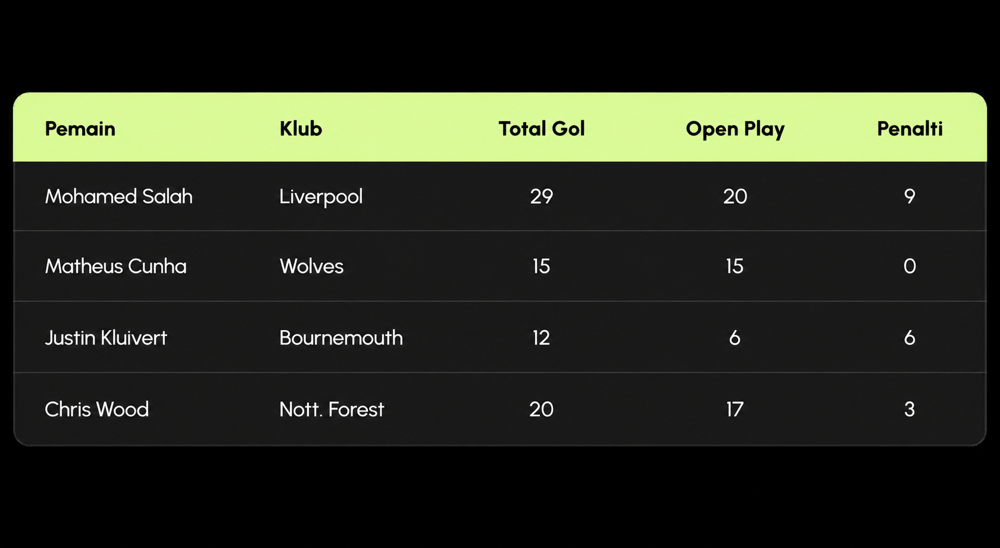 Pemain Klub Total Gol Open Play Penalti
Mohamed Salah Liverpool 29 20 9
Matheus Cunha Wolves 15 15 0
Justin Kluivert Bournemouth 12 6 6
Chris Wood Nott. Forest 20 17 3